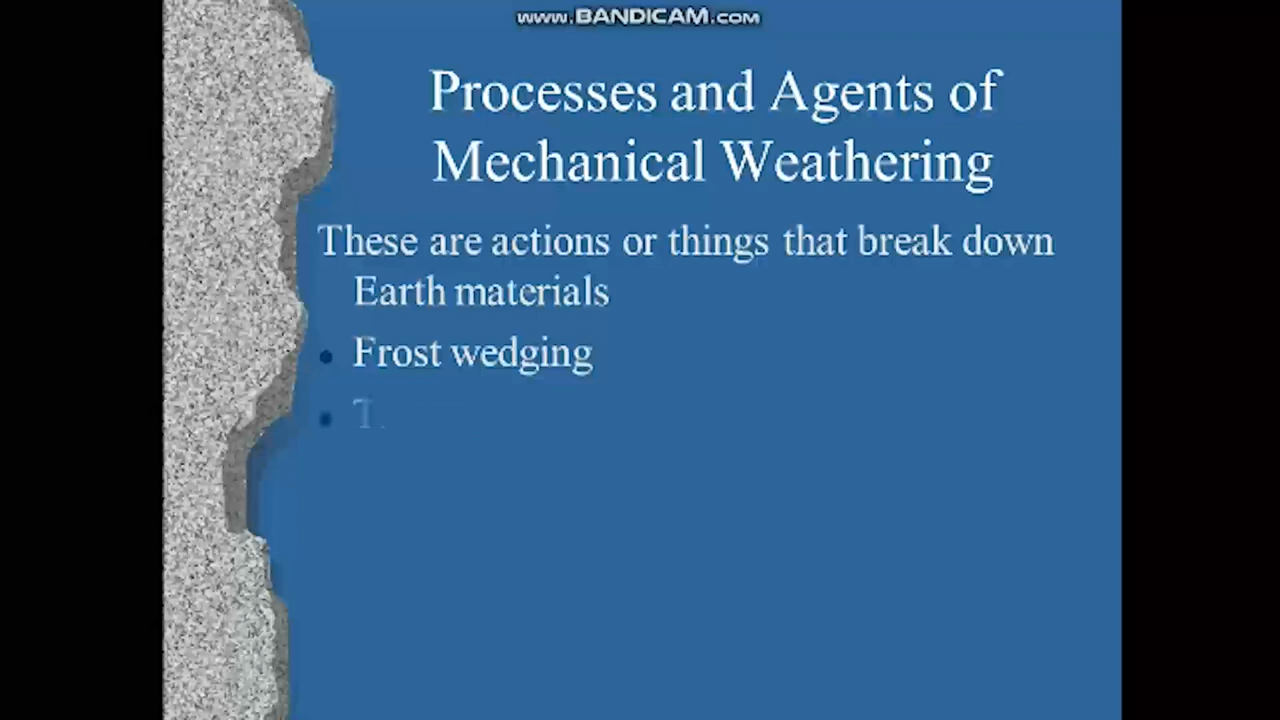 www.BANDICAM.com
Processes and Agents of
Mechanical Weathering
These are actions or things that break down
Earth materials
• Frost wedging
• T